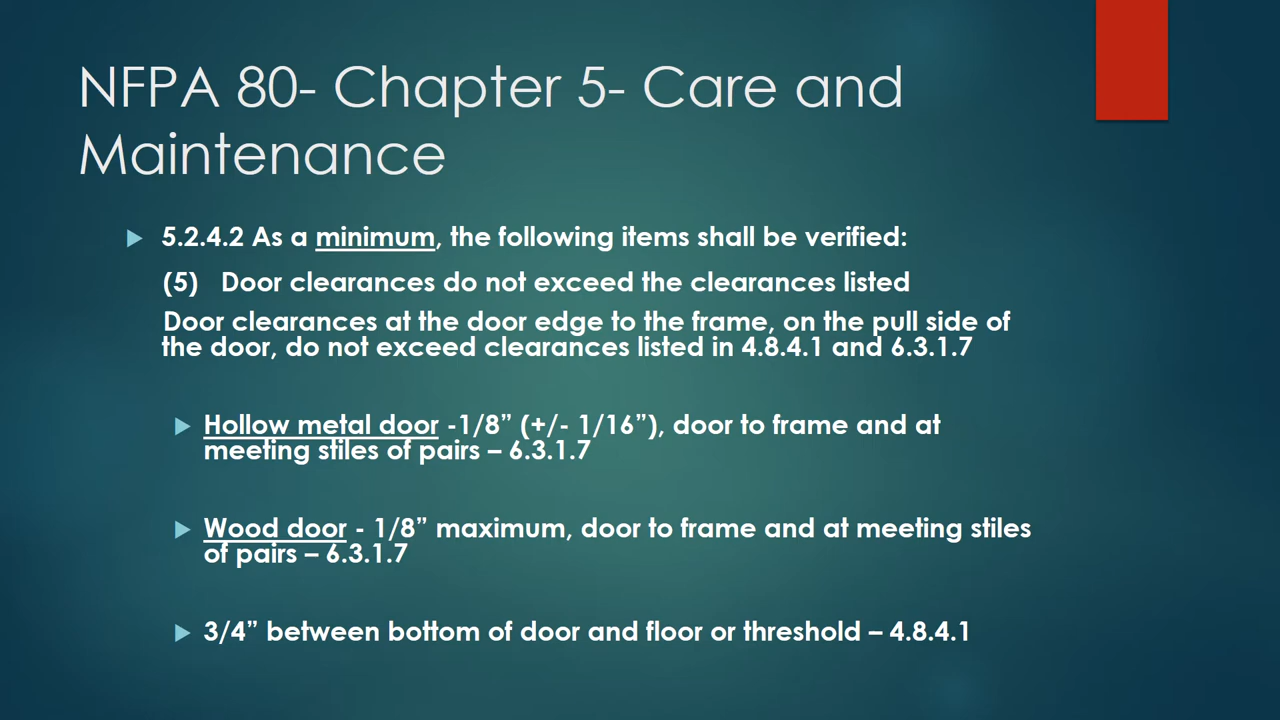 NFPA 80- Chapter 5- Care and
Maintenance
5.2.4.2 As a minimum, the following items shall be verified:
(5) Door clearances do not exceed the clearances listed
Door clearances at the door edge to the frame, on the pull side of
the door, do not exceed clearances listed in 4.8.4.1 and 6.3.1.7
Hollow metal door -1/8” (+/- 1/16”), door to frame and at
meeting stiles of pairs – 6.3.1.7
Wood door - 1/8” maximum, door to frame and at meeting stiles
of pairs – 6.3.1.7
3/4” between bottom of door and floor or threshold – 4.8.4.1